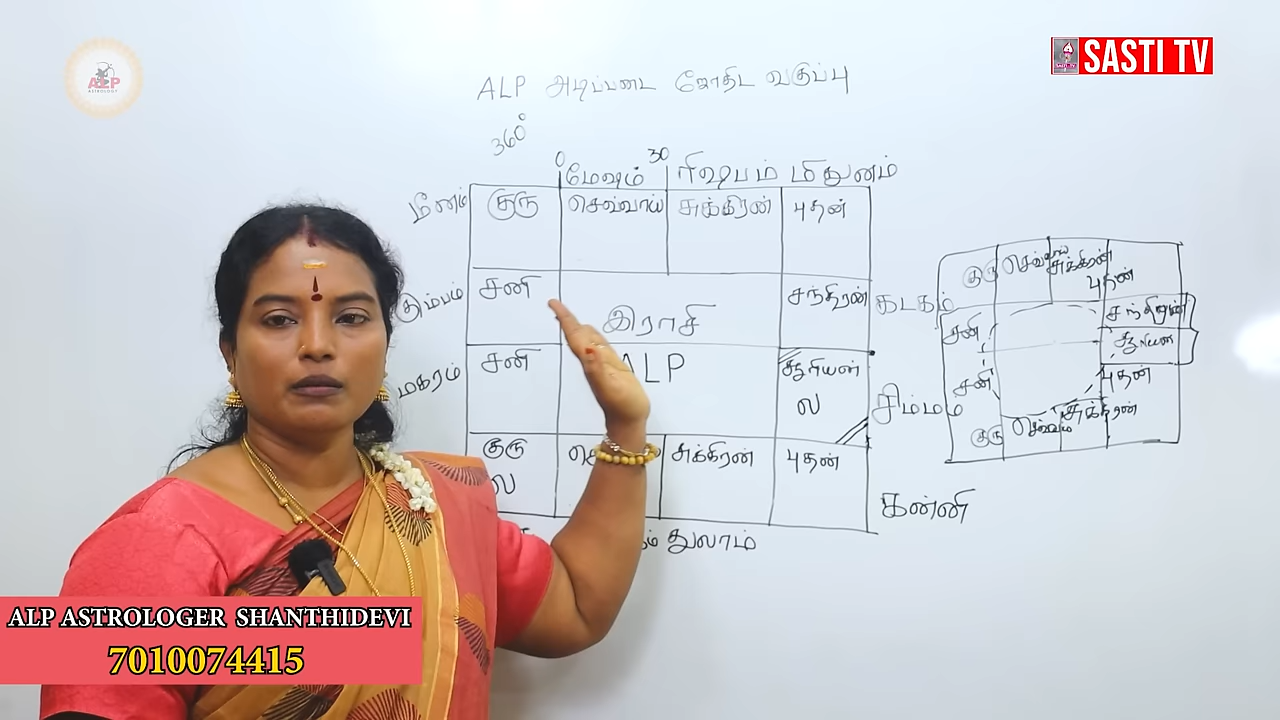 ALP ASTROLOGY
SASTI TV
ALP அடிப்படை ஜோதிட வகுப்பு
360°
0 30
மேஷம் ரிஷபம் மிதுனம்
மீனம் குரு செவ்வாய் சுக்கிரன் புதன்
கும்பம் சனி இராசி சந்திரன் கடகம்
மகரம் சனி ALP சூரியன் சிம்மம்
ல
குரு சுக்கிரன் புதன்
ல
கன்னி
துலாம்
குரு செவ்வாய் சுக்கிரன் புதன்
சனி சந்திரன்
சூரியன்
சனி புதன்
குரு செவ்வாய் சுக்கிரன்
ALP ASTROLOGER SHANTHIDEVI
7010074415